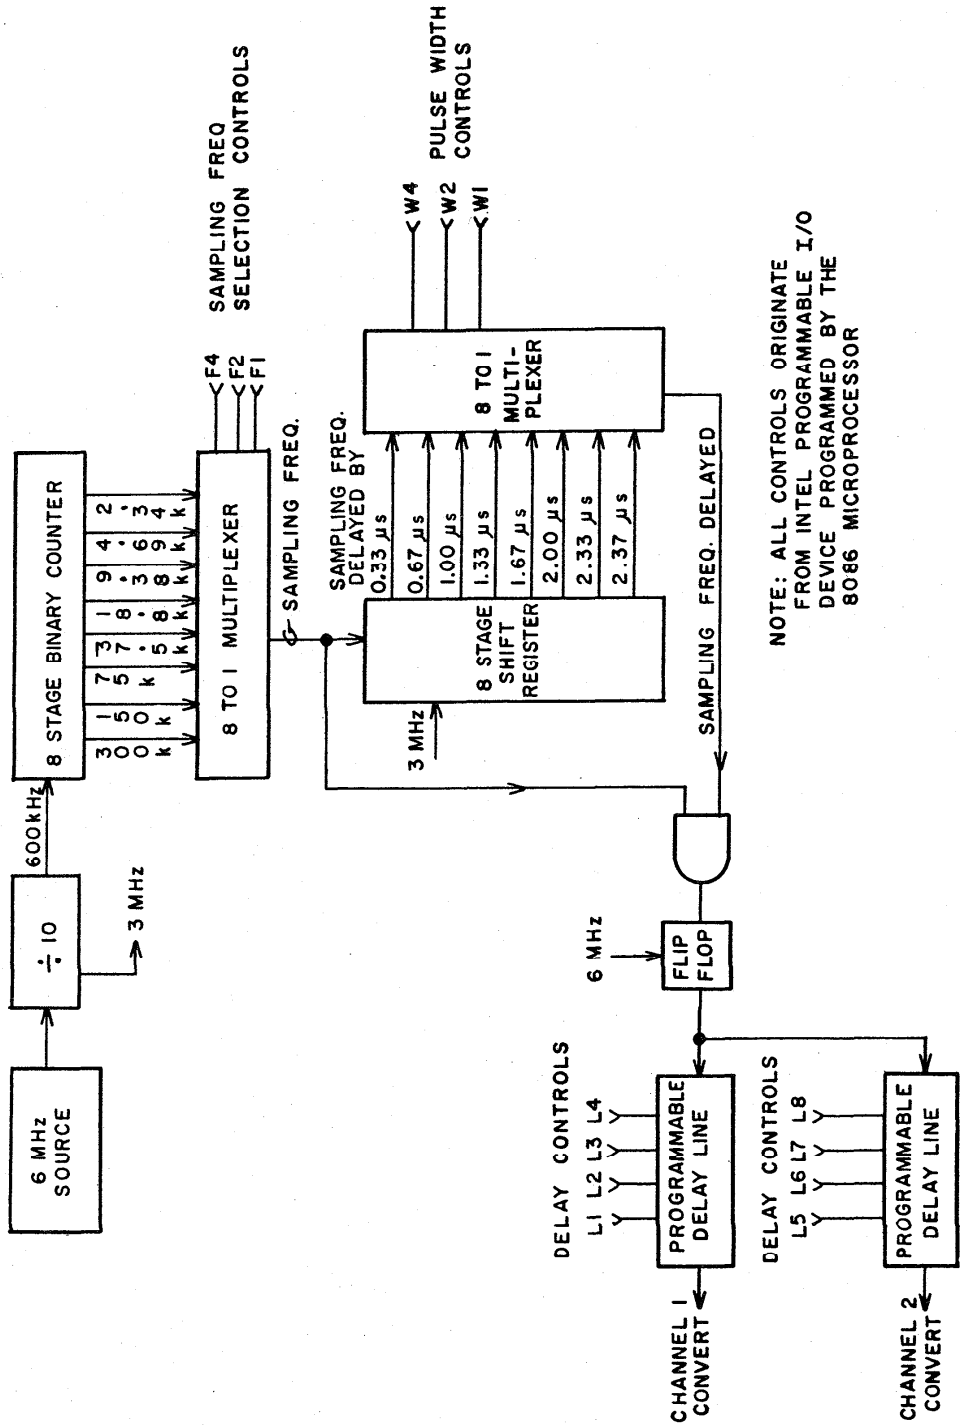 6 MHz
SOURCE
÷ 10
3 MHz
600kHz
8 STAGE BINARY COUNTER
300k
150k
75k
37.5k
18.8k
9.38k
4.69k
2.34k
8 TO 1 MULTIPLEXER
F4
F2
F1
SAMPLING FREQ
SELECTION CONTROLS
SAMPLING FREQ.
3 MHz
8 STAGE
SHIFT
REGISTER
SAMPLING FREQ.
DELAYED BY
0.33 µs
0.67 µs
1.00 µs
1.33 µs
1.67 µs
2.00 µs
2.33 µs
2.37 µs
8 TO 1
MULTI-
PLEXER
W4
W2
W1
PULSE WIDTH
CONTROLS
SAMPLING FREQ. DELAYED
6 MHz
FLIP
FLOP
DELAY CONTROLS
L1 L2 L3 L4
PROGRAMMABLE
DELAY LINE
CHANNEL 1
CONVERT
DELAY CONTROLS
L5 L6 L7 L8
PROGRAMMABLE
DELAY LINE
CHANNEL 2
CONVERT
NOTE: ALL CONTROLS ORIGINATE
FROM INTEL PROGRAMMABLE I/O
DEVICE PROGRAMMED BY THE
8086 MICROPROCESSOR